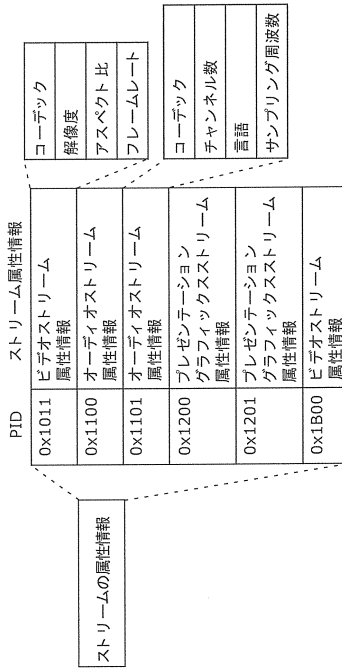 ストリームの属性情報
PID
ストリーム属性情報
0x1011
ビデオストリーム
属性情報
0x1100
オーディオストリーム
属性情報
0x1101
オーディオストリーム
属性情報
0x1200
プレゼンテーション
グラフィックスストリーム
属性情報
0x1201
プレゼンテーション
グラフィックスストリーム
属性情報
0x1B00
ビデオストリーム
属性情報
コーデック
解像度
アスペクト比
フレームレート
コーデック
チャンネル数
言語
サンプリング周波数